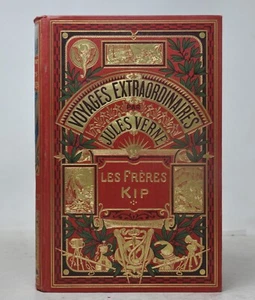 VOYAGES EXTRAORDINAIRES
JULES VERNE
LES FRÈRES
KIP